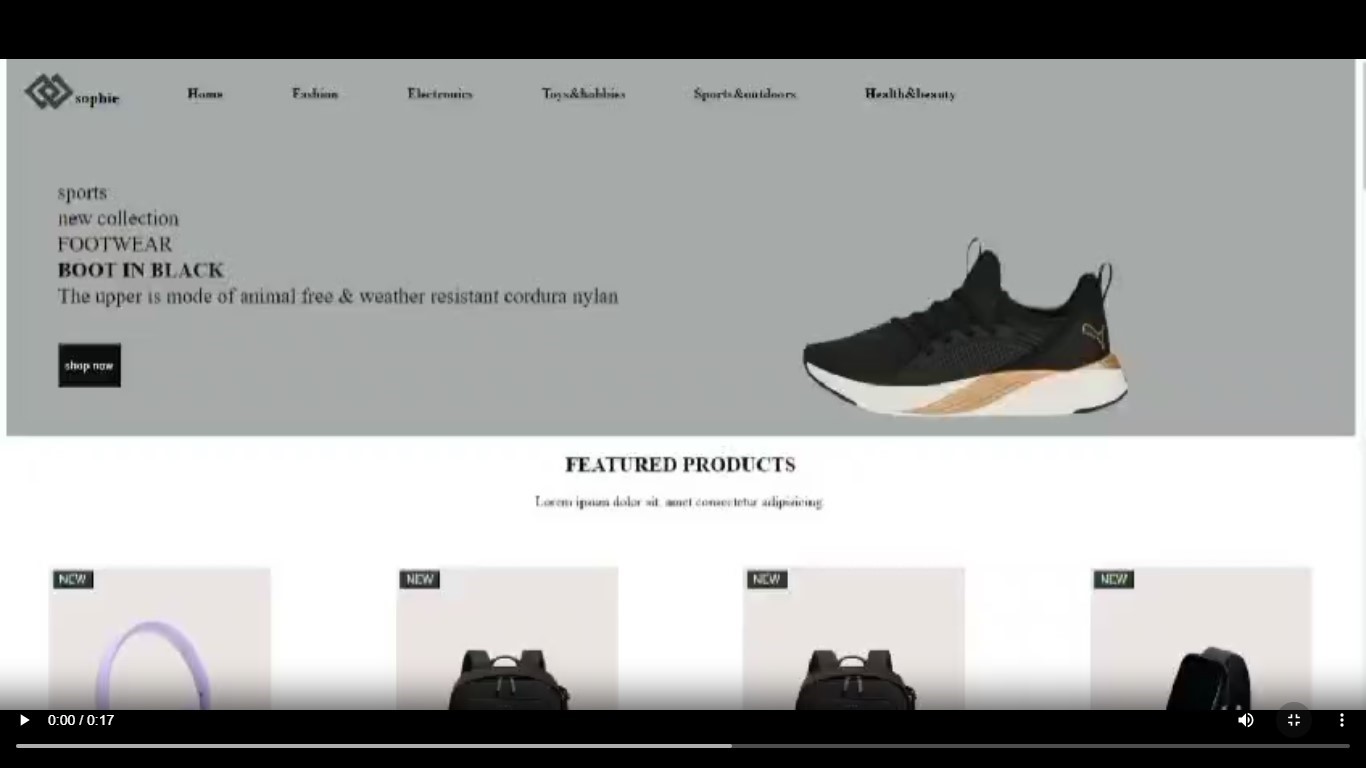 sophie Home Fashion Electronics Toys&hobbies Sports&outdoors Health&beauty
sports
new collection
FOOTWEAR
BOOT IN BLACK
The upper is mode of animal free & weather resistant cordura nylan
shop now
FEATURED PRODUCTS
Lorem ipsum dolor sit, amet consectetur adipisicing
NEW NEW NEW NEW
0:00 / 0:17